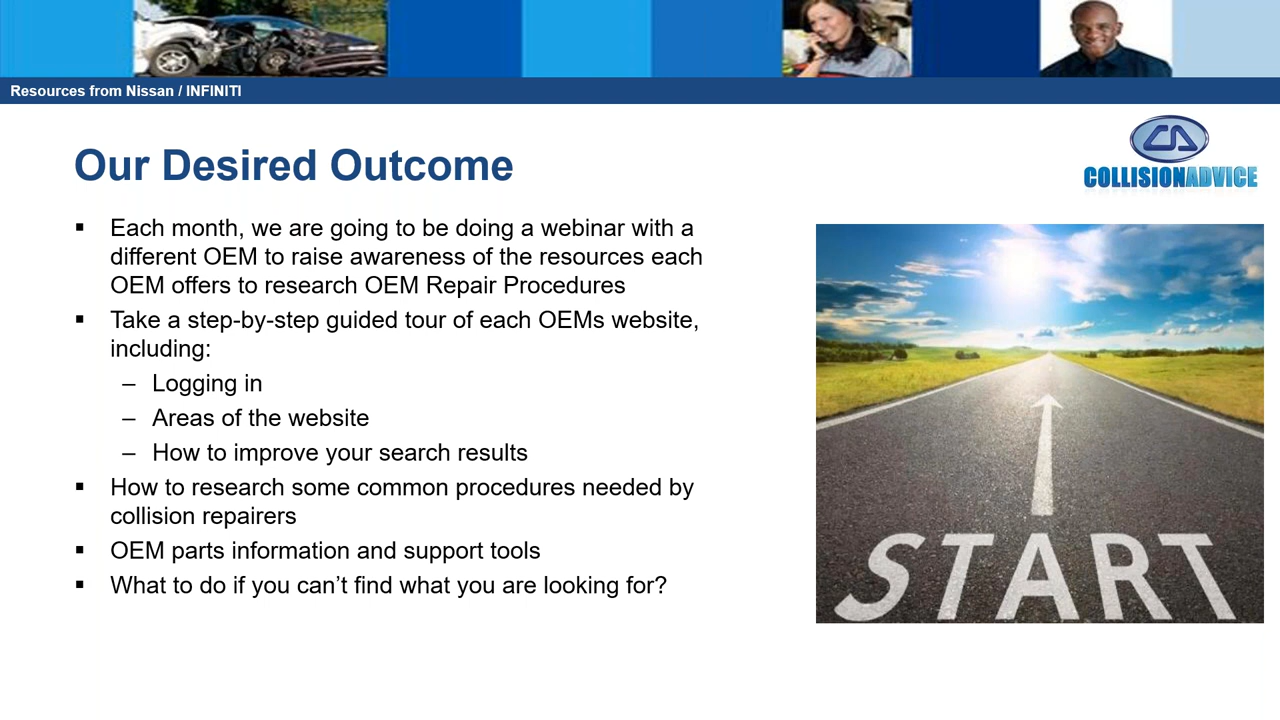 Resources from Nissan / INFINITI
Our Desired Outcome
COLLISIONADVICE
▪ Each month, we are going to be doing a webinar with a
different OEM to raise awareness of the resources each
OEM offers to research OEM Repair Procedures
▪ Take a step-by-step guided tour of each OEMs website,
including:
– Logging in
– Areas of the website
– How to improve your search results
▪ How to research some common procedures needed by
collision repairers
▪ OEM parts information and support tools
▪ What to do if you can’t find what you are looking for?
START